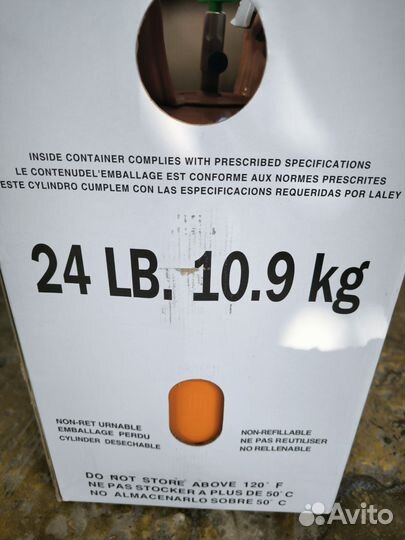 INSIDE CONTAINER COMPLIES WITH PRESCRIBED SPECIFICATIONS
LE CONTENUDEL'EMBALLAGE EST CONFORME AUX NORMES PRESCRITES
ESTE CYLINDRO CUMPLEM CON LAS ESPECIFICACIONS REQUERIDAS POR LALEY
24 LB. 10.9 kg
NON-RET URNABLE
EMBALLAGE PERDU
CYLINDER DESECHABLE
NON-REFILLABLE
NE PAS REUTILISER
NO RELLENABLE
DO NOT STORE ABOVE 120° F
NE PAS STOCKER A PLUS DE 50° C
NO ALMACENARLO SOBRE 50° C
Avito